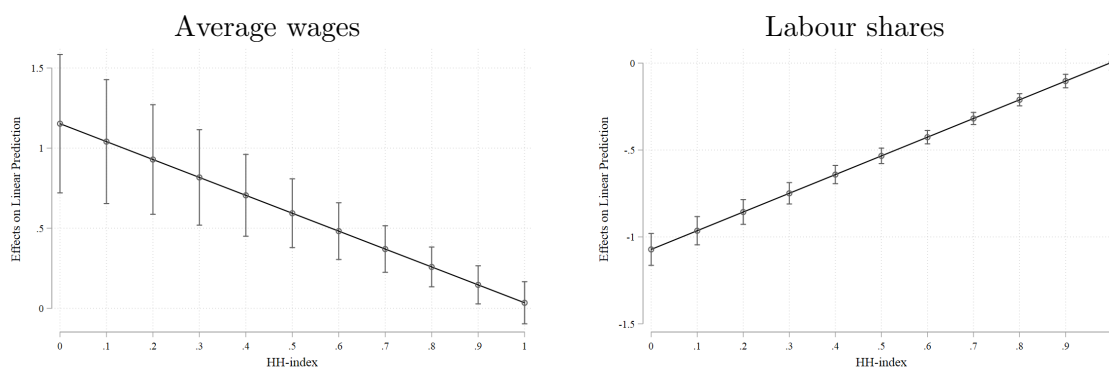 Average wages
Effects on Linear Prediction
1.5
1
.5
0
0 .1 .2 .3 .4 .5 .6 .7 .8 .9 1
HH-index
Labour shares
Effects on Linear Prediction
0
-.5
-1
-1.5
0 .1 .2 .3 .4 .5 .6 .7 .8 .9
HH-index